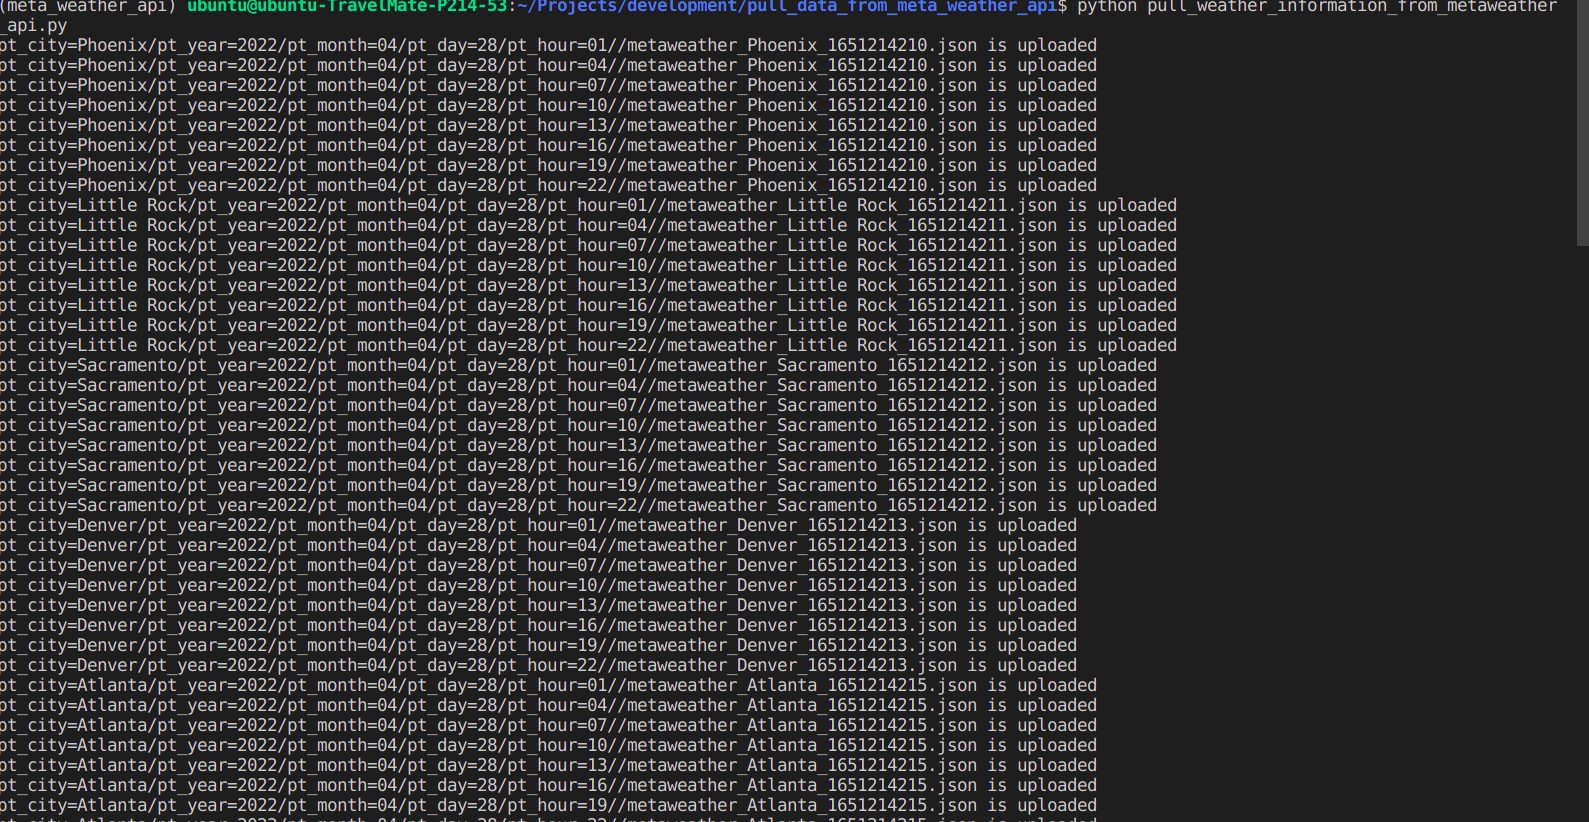 (meta_weather_api) ubuntu@ubuntu-TravelMate-P214-53:~/Projects/development/pull_data_from_meta_weather_api$ python pull_weather_information_from_metaweather
_api.py
pt_city=Phoenix/pt_year=2022/pt_month=04/pt_day=28/pt_hour=01//metaweather_Phoenix_1651214210.json is uploaded
pt_city=Phoenix/pt_year=2022/pt_month=04/pt_day=28/pt_hour=04//metaweather_Phoenix_1651214210.json is uploaded
pt_city=Phoenix/pt_year=2022/pt_month=04/pt_day=28/pt_hour=07//metaweather_Phoenix_1651214210.json is uploaded
pt_city=Phoenix/pt_year=2022/pt_month=04/pt_day=28/pt_hour=10//metaweather_Phoenix_1651214210.json is uploaded
pt_city=Phoenix/pt_year=2022/pt_month=04/pt_day=28/pt_hour=13//metaweather_Phoenix_1651214210.json is uploaded
pt_city=Phoenix/pt_year=2022/pt_month=04/pt_day=28/pt_hour=16//metaweather_Phoenix_1651214210.json is uploaded
pt_city=Phoenix/pt_year=2022/pt_month=04/pt_day=28/pt_hour=19//metaweather_Phoenix_1651214210.json is uploaded
pt_city=Phoenix/pt_year=2022/pt_month=04/pt_day=28/pt_hour=22//metaweather_Phoenix_1651214210.json is uploaded
pt_city=Little Rock/pt_year=2022/pt_month=04/pt_day=28/pt_hour=01//metaweather_Little Rock_1651214211.json is uploaded
pt_city=Little Rock/pt_year=2022/pt_month=04/pt_day=28/pt_hour=04//metaweather_Little Rock_1651214211.json is uploaded
pt_city=Little Rock/pt_year=2022/pt_month=04/pt_day=28/pt_hour=07//metaweather_Little Rock_1651214211.json is uploaded
pt_city=Little Rock/pt_year=2022/pt_month=04/pt_day=28/pt_hour=10//metaweather_Little Rock_1651214211.json is uploaded
pt_city=Little Rock/pt_year=2022/pt_month=04/pt_day=28/pt_hour=13//metaweather_Little Rock_1651214211.json is uploaded
pt_city=Little Rock/pt_year=2022/pt_month=04/pt_day=28/pt_hour=16//metaweather_Little Rock_1651214211.json is uploaded
pt_city=Little Rock/pt_year=2022/pt_month=04/pt_day=28/pt_hour=19//metaweather_Little Rock_1651214211.json is uploaded
pt_city=Little Rock/pt_year=2022/pt_month=04/pt_day=28/pt_hour=22//metaweather_Little Rock_1651214211.json is uploaded
pt_city=Sacramento/pt_year=2022/pt_month=04/pt_day=28/pt_hour=01//metaweather_Sacramento_1651214212.json is uploaded
pt_city=Sacramento/pt_year=2022/pt_month=04/pt_day=28/pt_hour=04//metaweather_Sacramento_1651214212.json is uploaded
pt_city=Sacramento/pt_year=2022/pt_month=04/pt_day=28/pt_hour=07//metaweather_Sacramento_1651214212.json is uploaded
pt_city=Sacramento/pt_year=2022/pt_month=04/pt_day=28/pt_hour=10//metaweather_Sacramento_1651214212.json is uploaded
pt_city=Sacramento/pt_year=2022/pt_month=04/pt_day=28/pt_hour=13//metaweather_Sacramento_1651214212.json is uploaded
pt_city=Sacramento/pt_year=2022/pt_month=04/pt_day=28/pt_hour=16//metaweather_Sacramento_1651214212.json is uploaded
pt_city=Sacramento/pt_year=2022/pt_month=04/pt_day=28/pt_hour=19//metaweather_Sacramento_1651214212.json is uploaded
pt_city=Sacramento/pt_year=2022/pt_month=04/pt_day=28/pt_hour=22//metaweather_Sacramento_1651214212.json is uploaded
pt_city=Denver/pt_year=2022/pt_month=04/pt_day=28/pt_hour=01//metaweather_Denver_1651214213.json is uploaded
pt_city=Denver/pt_year=2022/pt_month=04/pt_day=28/pt_hour=04//metaweather_Denver_1651214213.json is uploaded
pt_city=Denver/pt_year=2022/pt_month=04/pt_day=28/pt_hour=07//metaweather_Denver_1651214213.json is uploaded
pt_city=Denver/pt_year=2022/pt_month=04/pt_day=28/pt_hour=10//metaweather_Denver_1651214213.json is uploaded
pt_city=Denver/pt_year=2022/pt_month=04/pt_day=28/pt_hour=13//metaweather_Denver_1651214213.json is uploaded
pt_city=Denver/pt_year=2022/pt_month=04/pt_day=28/pt_hour=16//metaweather_Denver_1651214213.json is uploaded
pt_city=Denver/pt_year=2022/pt_month=04/pt_day=28/pt_hour=19//metaweather_Denver_1651214213.json is uploaded
pt_city=Denver/pt_year=2022/pt_month=04/pt_day=28/pt_hour=22//metaweather_Denver_1651214213.json is uploaded
pt_city=Atlanta/pt_year=2022/pt_month=04/pt_day=28/pt_hour=01//metaweather_Atlanta_1651214215.json is uploaded
pt_city=Atlanta/pt_year=2022/pt_month=04/pt_day=28/pt_hour=04//metaweather_Atlanta_1651214215.json is uploaded
pt_city=Atlanta/pt_year=2022/pt_month=04/pt_day=28/pt_hour=07//metaweather_Atlanta_1651214215.json is uploaded
pt_city=Atlanta/pt_year=2022/pt_month=04/pt_day=28/pt_hour=10//metaweather_Atlanta_1651214215.json is uploaded
pt_city=Atlanta/pt_year=2022/pt_month=04/pt_day=28/pt_hour=13//metaweather_Atlanta_1651214215.json is uploaded
pt_city=Atlanta/pt_year=2022/pt_month=04/pt_day=28/pt_hour=16//metaweather_Atlanta_1651214215.json is uploaded
pt_city=Atlanta/pt_year=2022/pt_month=04/pt_day=28/pt_hour=19//metaweather_Atlanta_1651214215.json is uploaded